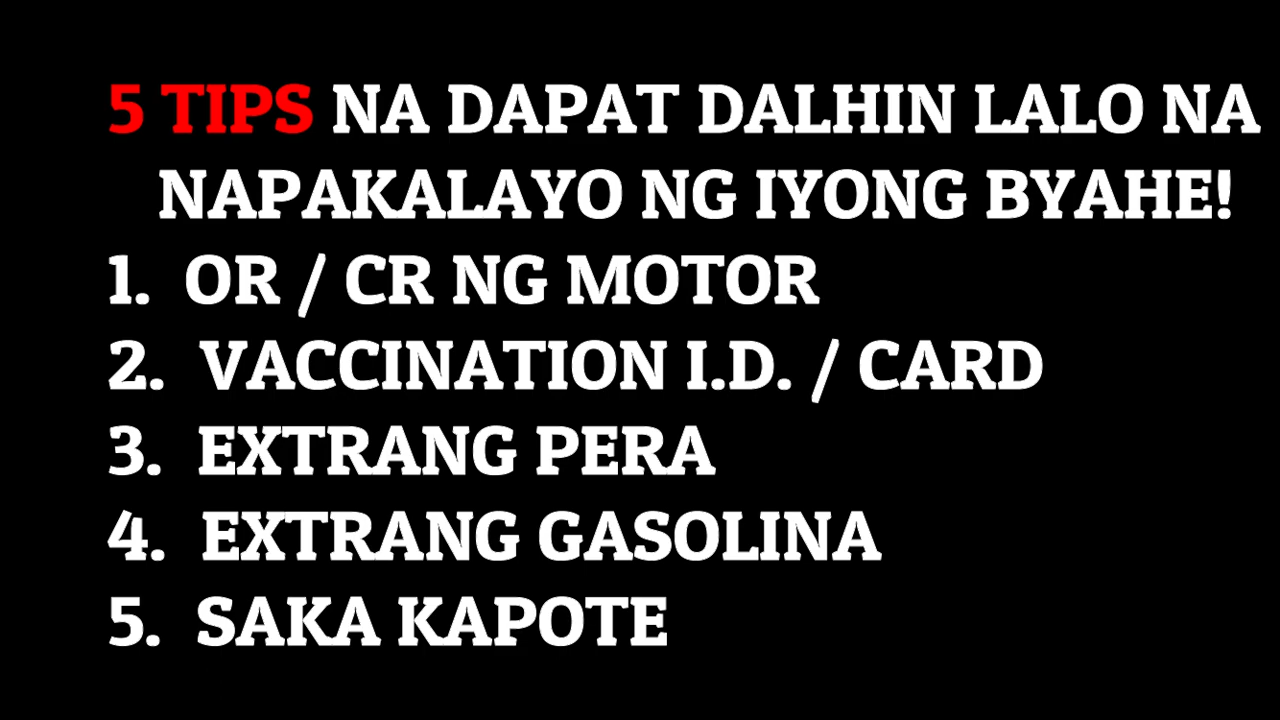 5 TIPS NA DAPAT DALHIN LALO NA
NAPAKALAYO NG IYONG BYAHE!
1. OR / CR NG MOTOR
2. VACCINATION I.D. / CARD
3. EXTRANG PERA
4. EXTRANG GASOLINA
5. SAKA KAPOTE